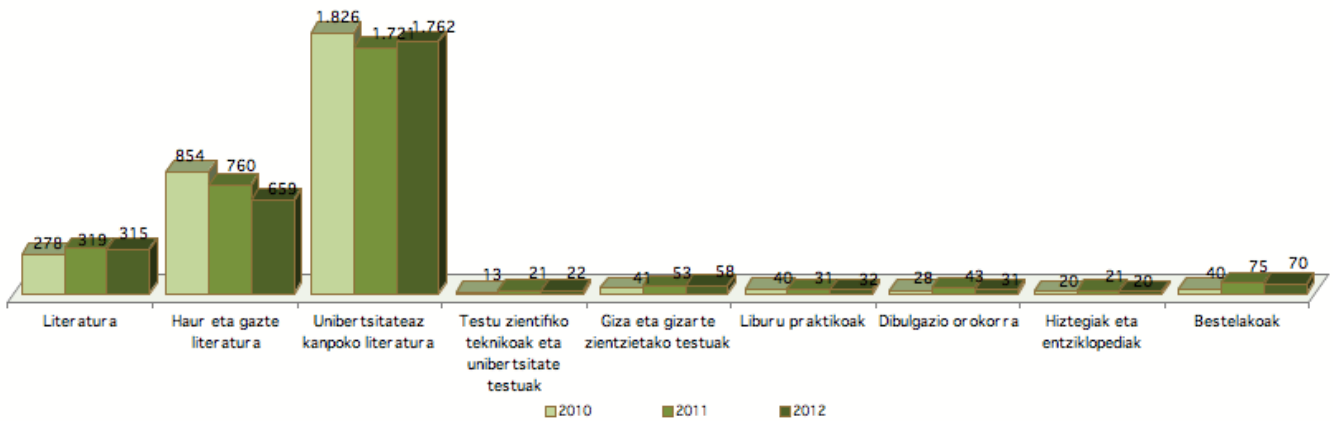 1.826
1.721
1.762
854
760
659
278
319
315
13
21
22
41
53
58
40
31
32
28
43
31
20
21
20
40
75
70
Literatura
Haur eta gazte
literatura
Unibertsitateaz
kanpoko literatura
Testu zientifiko
teknikoak eta
unibertsitate
testuak
Giza eta gizarte
zientzietako testuak
Liburu praktikoak
Dibulgazio orokorra
Hiztegiak eta
entziklopediak
Bestelakoak
2010
2011
2012